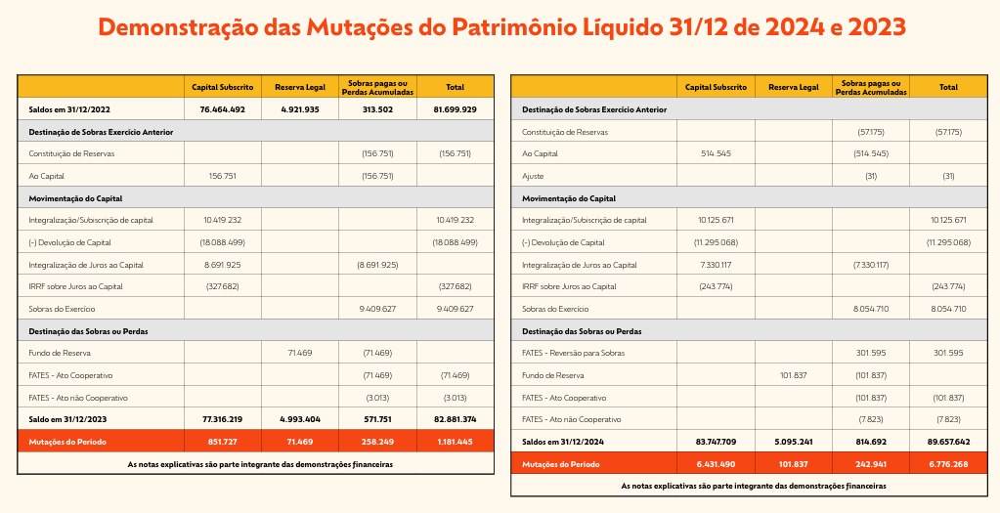 Demonstração das Mutações do Patrimônio Líquido 31/12 de 2024 e 2023
Capital Subscrito Reserva Legal Sobras pagas ou Perdas Acumuladas Total
Saldos em 31/12/2022 76.464.492 4.921.935 313.502 81.699.929
Destinação de Sobras Exercício Anterior
Constituição de Reservas (156.751) (156.751)
Ao Capital 156.751 (156.751)
Movimentação do Capital
Integralização/Subiscrição de capital 10.419.232 10.419.232
(-) Devolução de Capital (18.088.499) (18.088.499)
Integralização de Juros ao Capital 8.691.925 (8.691.925)
IRRF sobre Juros ao Capital (327.682) (327.682)
Sobras do Exercício 9.409.627 9.409.627
Destinação das Sobras ou Perdas
Fundo de Reserva 71.469 (71.469)
FATES - Ato Cooperativo (71.469) (71.469)
FATES - Ato não Cooperativo (3.013) (3.013)
Saldo em 31/12/2023 77.316.219 4.993.404 571.751 82.881.374
Mutações do Período 851.727 71.469 258.249 1.181.445
As notas explicativas são parte integrante das demonstrações financeiras
Capital Subscrito Reserva Legal Sobras pagas ou Perdas Acumuladas Total
Destinação de Sobras Exercício Anterior
Constituição de Reservas (57.175) (57.175)
Ao Capital 514.545 (514.545)
Ajuste (31) (31)
Movimentação do Capital
Integralização/Subiscrição de capital 10.125.671 10.125.671
(-) Devolução de Capital (11.295.068) (11.295.068)
Integralização de Juros ao Capital 7.330.117 (7.330.117)
IRRF sobre Juros ao Capital (243.774) (243.774)
Sobras do Exercício 8.054.710 8.054.710
Destinação das Sobras ou Perdas
FATES - Reversão para Sobras 301.595 301.595
Fundo de Reserva 101.837 (101.837)
FATES - Ato Cooperativo (101.837) (101.837)
FATES - Ato não Cooperativo (7.823) (7.823)
Saldos em 31/12/2024 83.747.709 5.095.241 814.692 89.657.642
Mutações do Período 6.431.490 101.837 242.941 6.776.268
As notas explicativas são parte integrante das demonstrações financeiras